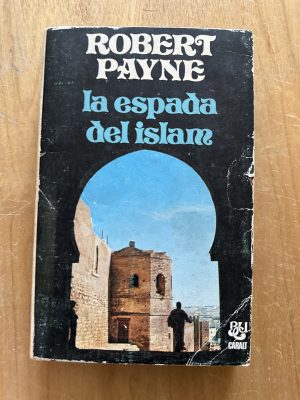 ROBERT
PAYNE
la espada
del islam
CARALT